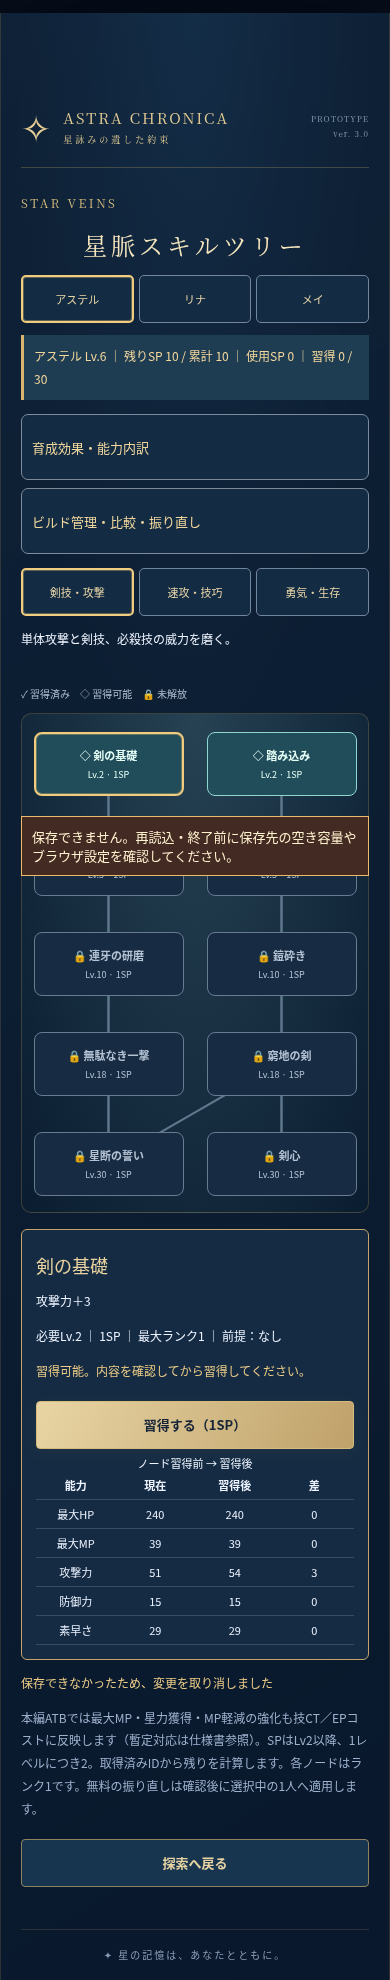 ASTRA CHRONICA
星詠みの遺した約束
PROTOTYPE
ver. 3.0
STAR VEINS
星脈スキルツリー
アステル
リナ
メイ
アステル Lv.6 ｜ 残りSP 10 / 累計 10 ｜ 使用SP 0 ｜ 習得 0 /
30
育成効果・能力内訳
ビルド管理・比較・振り直し
剣技・攻撃
速攻・技巧
勇気・生存
単体攻撃と剣技、必殺技の威力を磨く。
✓習得済み ◇習得可能 🔒未解放
◇ 剣の基礎
Lv.2 · 1SP
◇ 踏み込み
Lv.2 · 1SP
保存できません。再読込・終了前に保存先の空き容量や
ブラウザ設定を確認してください。
🔒 連牙の研磨
Lv.10 · 1SP
🔒 鎧砕き
Lv.10 · 1SP
🔒 無駄なき一撃
Lv.18 · 1SP
🔒 窮地の剣
Lv.18 · 1SP
🔒 星断の誓い
Lv.30 · 1SP
🔒 剣心
Lv.30 · 1SP
剣の基礎
攻撃力＋3
必要Lv.2 ｜ 1SP ｜ 最大ランク1 ｜ 前提：なし
習得可能。内容を確認してから習得してください。
習得する（1SP）
ノード習得前 → 習得後
能力 現在 習得後 差
最大HP 240 240 0
最大MP 39 39 0
攻撃力 51 54 3
防御力 15 15 0
素早さ 29 29 0
保存できなかったため、変更を取り消しました
本編ATBでは最大MP・星力獲得・MP軽減の強化も技CT／EPコ
ストに反映します（暫定対応は仕様書参照）。SPはLv2以降、1レ
ベルにつき2。取得済みIDから残りを計算します。各ノードはラ
ンク1です。無料の振り直しは確認後に選択中の1人へ適用しま
す。
探索へ戻る
✦ 星の記憶は、あなたとともに。